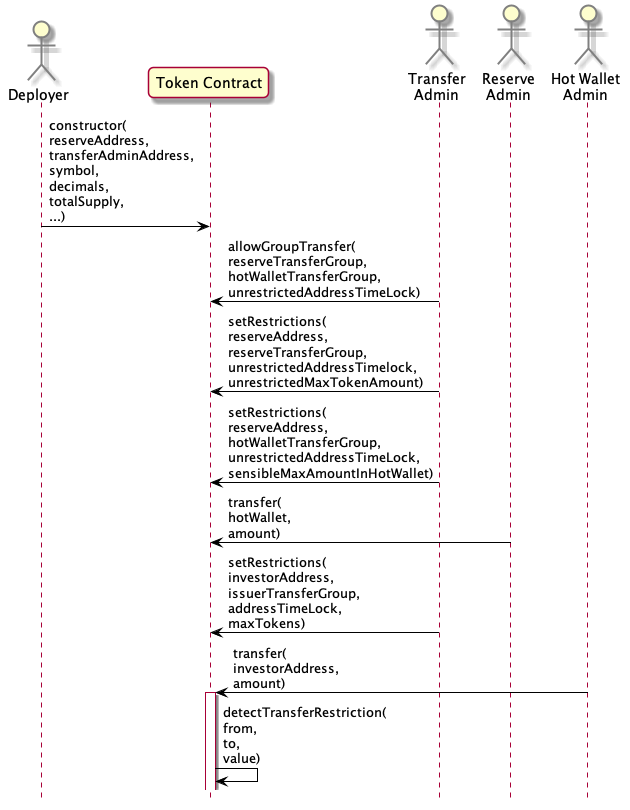 Deployer
Token Contract
Transfer
Admin
Reserve
Admin
Hot Wallet
Admin
constructor(
reserveAddress,
transferAdminAddress,
symbol,
decimals,
totalSupply,
...)
allowGroupTransfer(
reserveTransferGroup,
hotWalletTransferGroup,
unrestrictedAddressTimeLock)
setRestrictions(
reserveAddress,
reserveTransferGroup,
unrestrictedAddressTimelock,
unrestrictedMaxTokenAmount)
setRestrictions(
reserveAddress,
hotWalletTransferGroup,
unrestrictedAddressTimeLock,
sensibleMaxAmountInHotWallet)
transfer(
hotWallet,
amount)
setRestrictions(
investorAddress,
issuerTransferGroup,
addressTimeLock,
maxTokens)
transfer(
investorAddress,
amount)
detectTransferRestriction(
from,
to,
value)